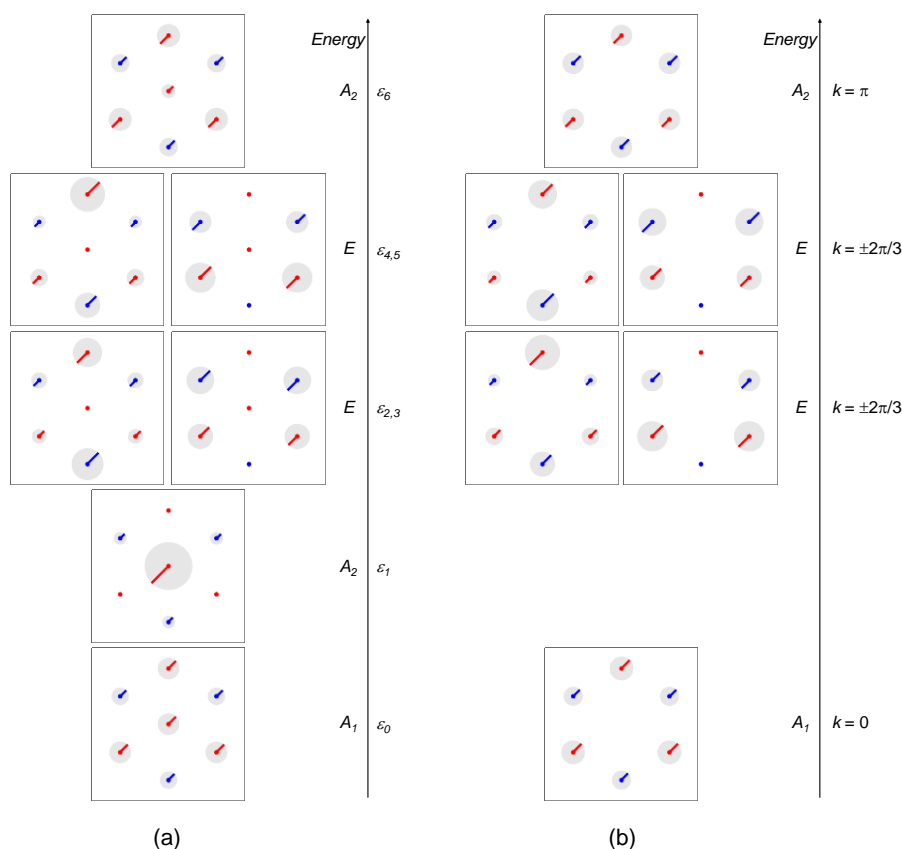 Energy
A₂ ε₆
E ε₄,₅
E ε₂,₃
A₂ ε₁
A₁ ε₀
(a)
Energy
A₂ k = π
E k = ±2π/3
E k = ±2π/3
A₁ k = 0
(b)